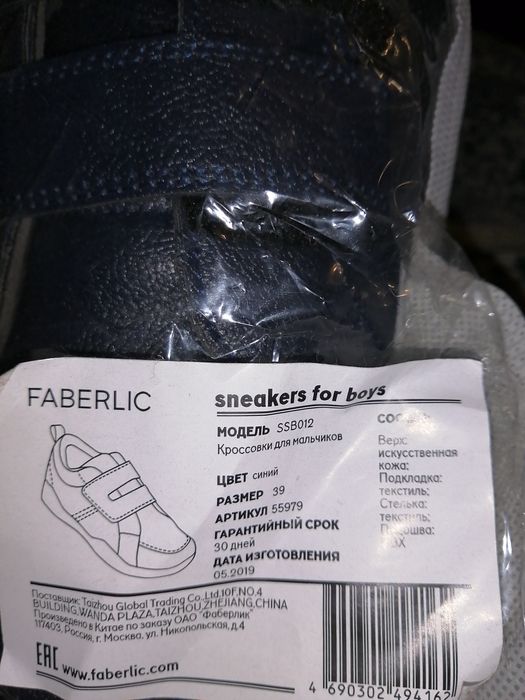 FABERLIC
sneakers for boys
МОДЕЛЬ SSB012
Кроссовки для мальчиков
ЦВЕТ синий
РАЗМЕР 39
АРТИКУЛ 55979
ГАРАНТИЙНЫЙ СРОК
30 дней
ДАТА ИЗГОТОВЛЕНИЯ
05.2019
Верх:
искусственная
кожа;
Подкладка:
текстиль;
Стелька:
текстиль;
Поставщик: Taizhou Global Trading Co.,Ltd.10F,NO.4
BUILDING,WANDA PLAZA,TAIZHOU,ZHEJIANG,CHINA
Произведено в Китае по заказу ОАО "Фаберлик"
117403, Россия, г. Москва, ул. Никопольская, д.4
EAC www.faberlic.com
4 690302 494162